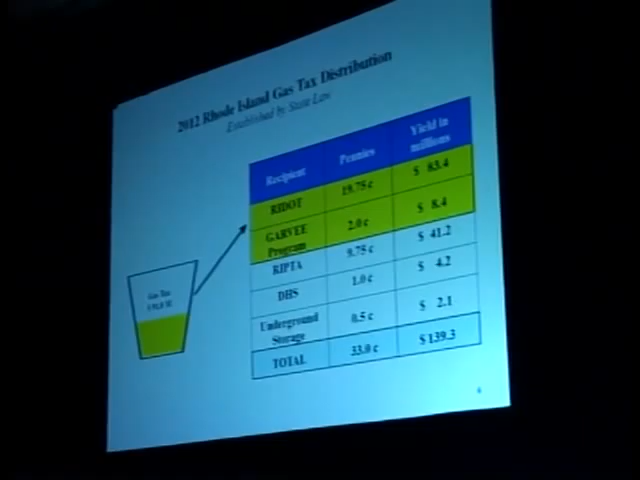 2012 Rhode Island Gas Tax Distribution
Established by State Law
Recipient Pennies Yield in millions
RIDOT 19.75 c $ 83.4
GARVEE Program 2.0 c $ 8.4
RIPTA 9.75 c $ 41.2
DHS 1.0 c $ 4.2
Underground Storage 0.5 c $ 2.1
TOTAL 33.0 c $ 139.3
Gas Tax